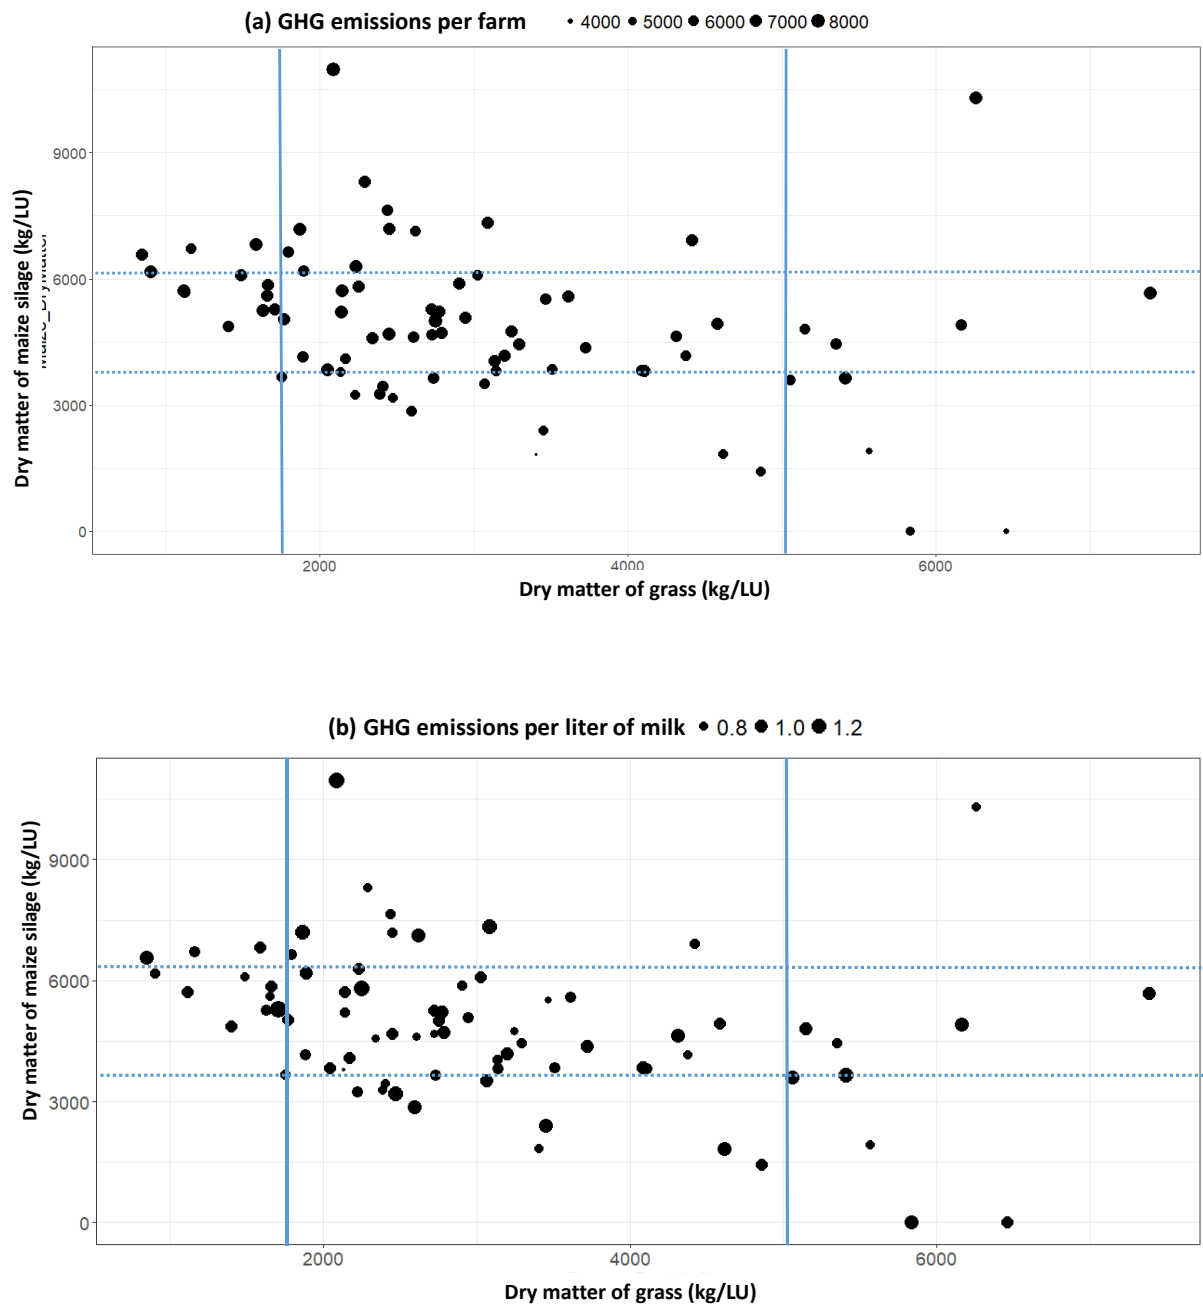 (a) GHG emissions per farm 4000 5000 6000 7000 8000
9000
6000
3000
0
Dry matter of maize silage (kg/LU)
Maize_DryMatter
2000 4000 6000
Dry matter of grass (kg/LU)
(b) GHG emissions per liter of milk 0.8 1.0 1.2
9000
6000
3000
0
Dry matter of maize silage (kg/LU)
2000 4000 6000
Dry matter of grass (kg/LU)